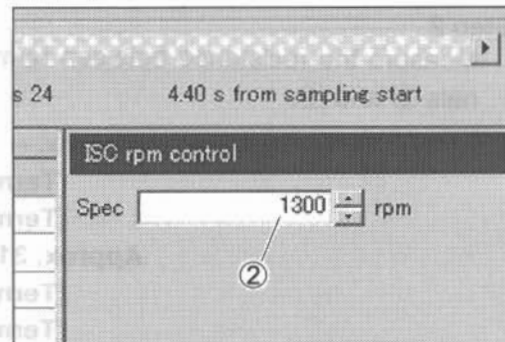 s 24 4.40 s from sampling start
ISC rpm control
Spec 1300 rpm
②